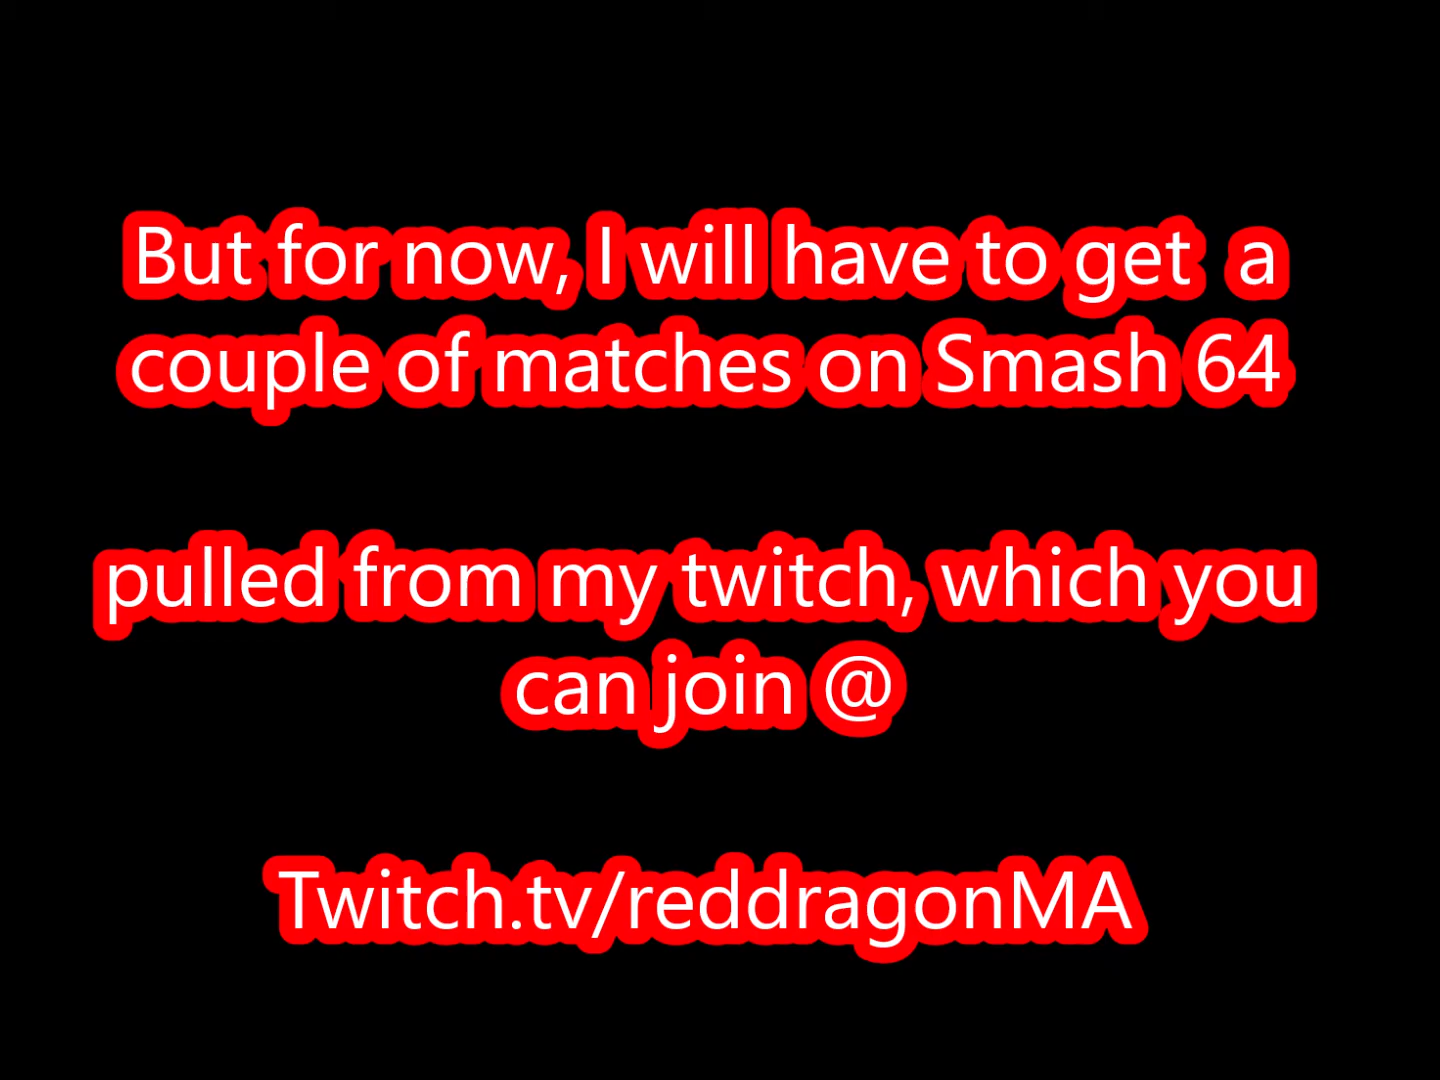 But for now, I will have to get  a
couple of matches on Smash 64
pulled from my twitch, which you
can join @
Twitch.tv/reddragonMA